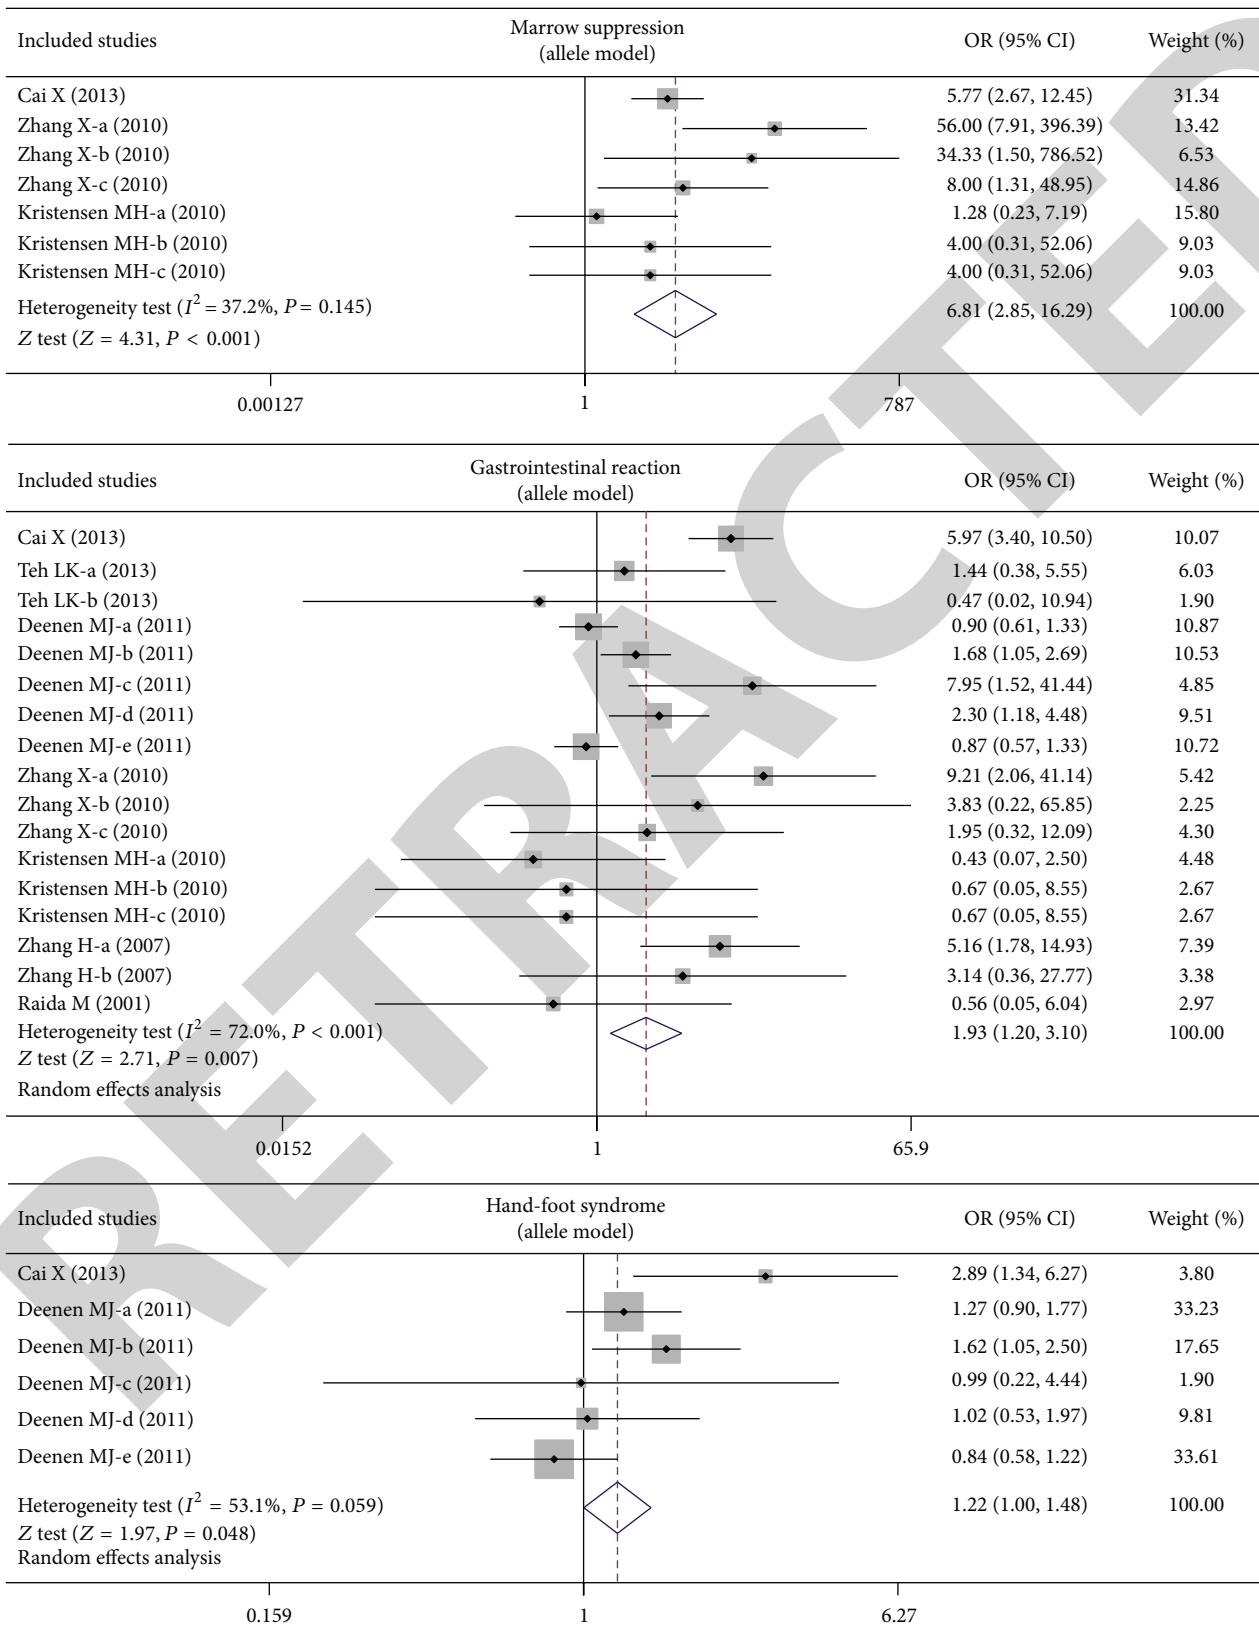 Included studies Marrow suppression (allele model) OR (95% CI) Weight (%)
Cai X (2013) 5.77 (2.67, 12.45) 31.34
Zhang X-a (2010) 56.00 (7.91, 396.39) 13.42
Zhang X-b (2010) 34.33 (1.50, 786.52) 6.53
Zhang X-c (2010) 8.00 (1.31, 48.95) 14.86
Kristensen MH-a (2010) 1.28 (0.23, 7.19) 15.80
Kristensen MH-b (2010) 4.00 (0.31, 52.06) 9.03
Kristensen MH-c (2010) 4.00 (0.31, 52.06) 9.03
Heterogeneity test (I² = 37.2%, P = 0.145) 6.81 (2.85, 16.29) 100.00
Z test (Z = 4.31, P < 0.001)
0.00127 1 787
Included studies Gastrointestinal reaction (allele model) OR (95% CI) Weight (%)
Cai X (2013) 5.97 (3.40, 10.50) 10.07
Teh LK-a (2013) 1.44 (0.38, 5.55) 6.03
Teh LK-b (2013) 0.47 (0.02, 10.94) 1.90
Deenen MJ-a (2011) 0.90 (0.61, 1.33) 10.87
Deenen MJ-b (2011) 1.68 (1.05, 2.69) 10.53
Deenen MJ-c (2011) 7.95 (1.52, 41.44) 4.85
Deenen MJ-d (2011) 2.30 (1.18, 4.48) 9.51
Deenen MJ-e (2011) 0.87 (0.57, 1.33) 10.72
Zhang X-a (2010) 9.21 (2.06, 41.14) 5.42
Zhang X-b (2010) 3.83 (0.22, 65.85) 2.25
Zhang X-c (2010) 1.95 (0.32, 12.09) 4.30
Kristensen MH-a (2010) 0.43 (0.07, 2.50) 4.48
Kristensen MH-b (2010) 0.67 (0.05, 8.55) 2.67
Kristensen MH-c (2010) 0.67 (0.05, 8.55) 2.67
Zhang H-a (2007) 5.16 (1.78, 14.93) 7.39
Zhang H-b (2007) 3.14 (0.36, 27.77) 3.38
Raida M (2001) 0.56 (0.05, 6.04) 2.97
Heterogeneity test (I² = 72.0%, P < 0.001) 1.93 (1.20, 3.10) 100.00
Z test (Z = 2.71, P = 0.007)
Random effects analysis
0.0152 1 65.9
Included studies Hand-foot syndrome (allele model) OR (95% CI) Weight (%)
Cai X (2013) 2.89 (1.34, 6.27) 3.80
Deenen MJ-a (2011) 1.27 (0.90, 1.77) 33.23
Deenen MJ-b (2011) 1.62 (1.05, 2.50) 17.65
Deenen MJ-c (2011) 0.99 (0.22, 4.44) 1.90
Deenen MJ-d (2011) 1.02 (0.53, 1.97) 9.81
Deenen MJ-e (2011) 0.84 (0.58, 1.22) 33.61
Heterogeneity test (I² = 53.1%, P = 0.059) 1.22 (1.00, 1.48) 100.00
Z test (Z = 1.97, P = 0.048)
Random effects analysis
0.159 1 6.27
RETRACTED